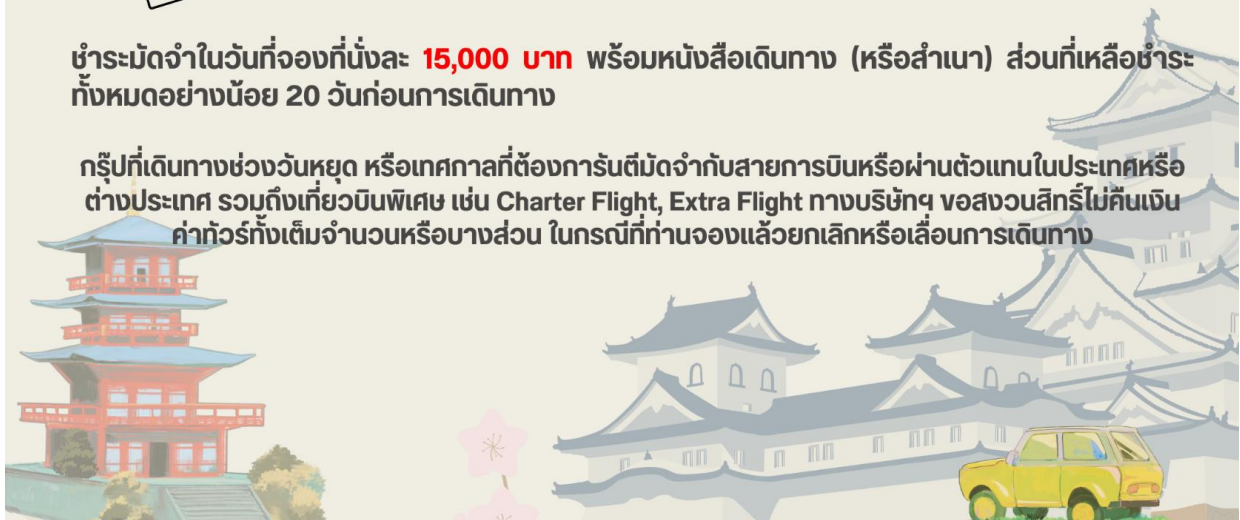 ชำระมัดจำในวันที่จองที่นั่งละ 15,000 บาท พร้อมหนังสือเดินทาง (หรือสำเนา) ส่วนที่เหลือชำระ
ทั้งหมดอย่างน้อย 20 วันก่อนการเดินทาง
กรุ๊ปที่เดินทางช่วงวันหยุด หรือเทศกาลที่ต้องการันตีมัดจำกับสายการบินหรือผ่านตัวแทนในประเทศหรือ
ต่างประเทศ รวมถึงเที่ยวบินพิเศษ เช่น Charter Flight, Extra Flight ทางบริษัทฯ ขอสงวนสิทธิ์ไม่คืนเงิน
ค่าทัวร์ทั้งเต็มจำนวนหรือบางส่วน ในกรณีที่ท่านจองแล้วยกเลิกหรือเลื่อนการเดินทาง